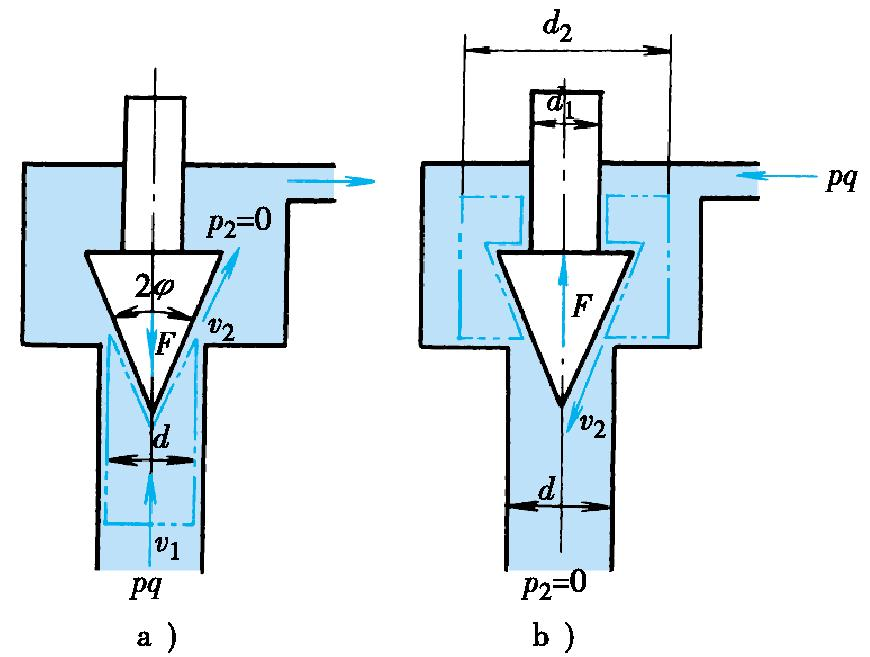 d₂
d₁
pq
p₂=0
2φ
F
v₂
d
v₁
pq
a )
F
v₂
d
p₂=0
b )